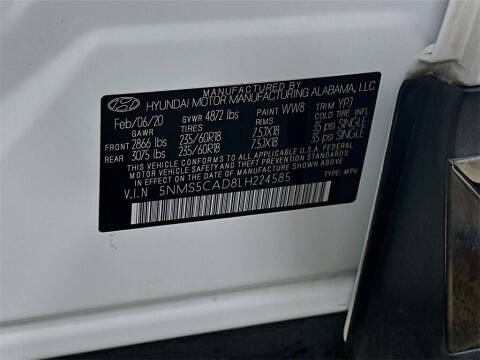 MANUFACTURED BY
HYUNDAI MOTOR MANUFACTURING ALABAMA, LLC
Feb/06/20 GVWR 4872 lbs PAINT WW8 TRIM YPJ
GAWR TIRES RIMS COLD TIRE INFL
FRONT 2866 lbs 235/60R18 7.5JX18 35 psi SINGLE
REAR 3075 lbs 235/60R18 7.5JX18 35 psi SINGLE
THIS VEHICLE CONFORMS TO ALL APPLICABLE U.S.A. FEDERAL
MOTOR VEHICLE SAFETY AND THEFT PREVENTION STANDARDS
IN EFFECT ON THE DATE OF MANUFACTURE SHOWN ABOVE.
V.I.N 5NMS5CAD8LH224585 TYPE: MPV